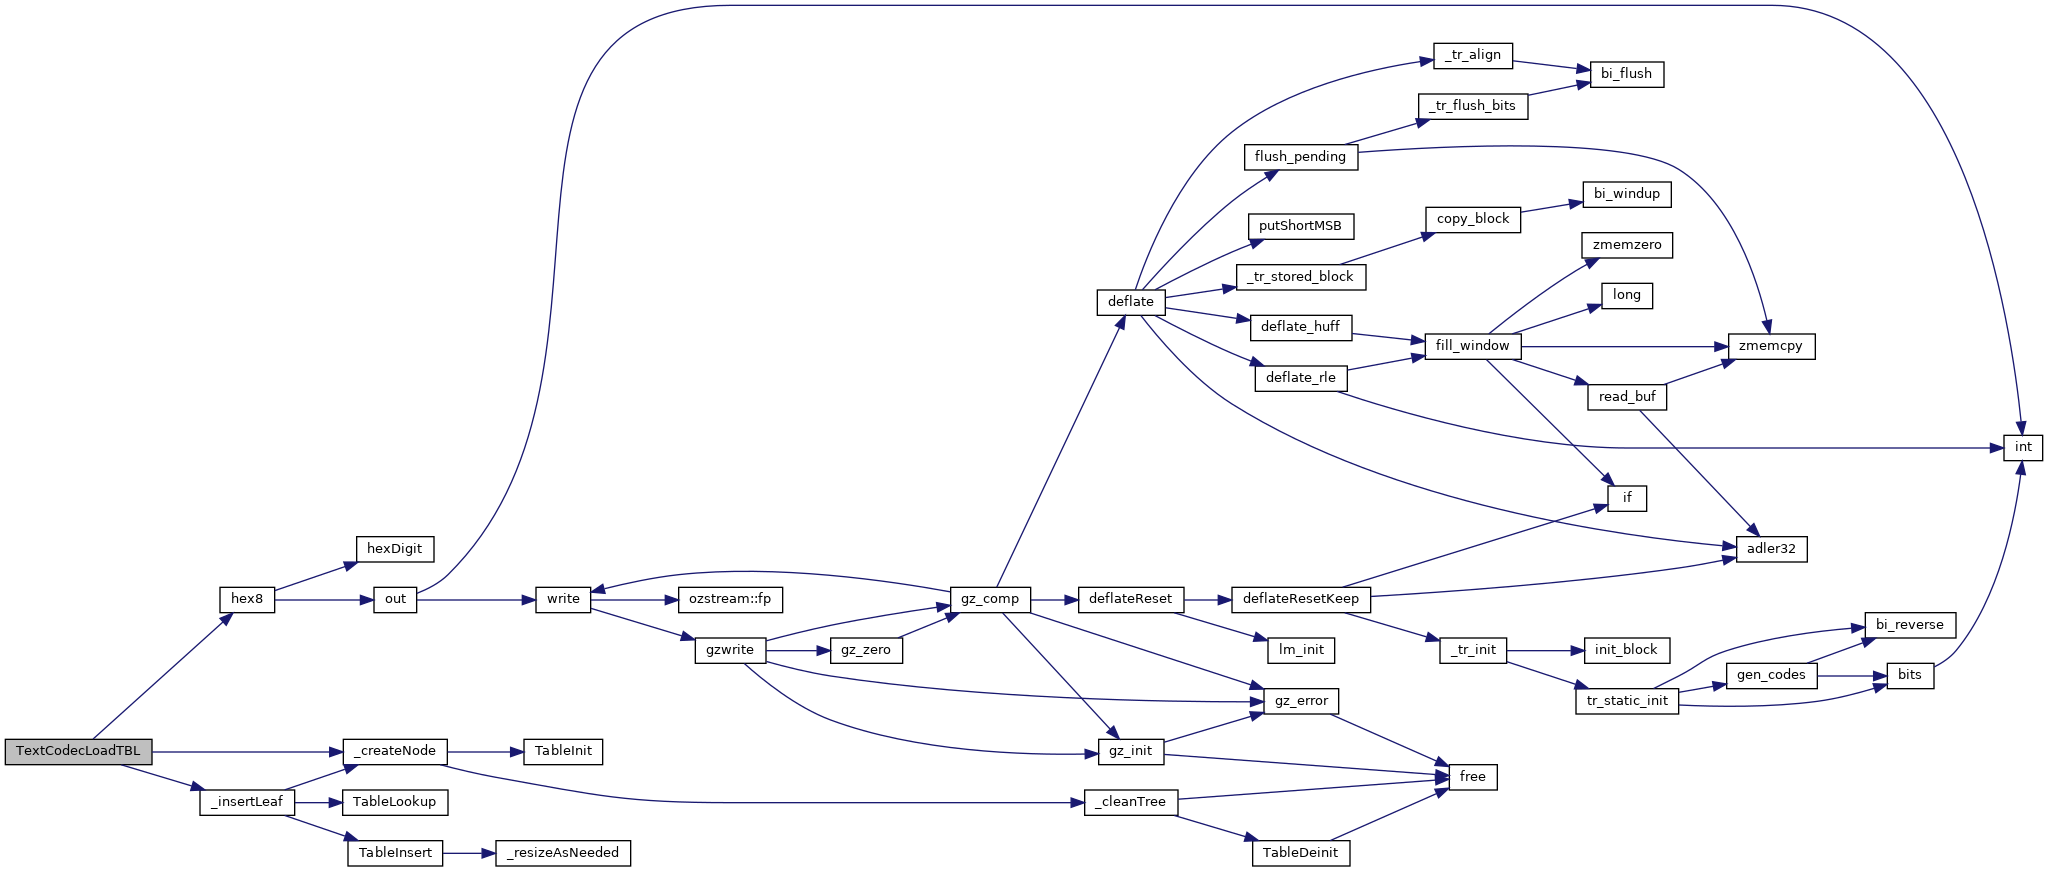 TextCodecLoadTBL
hex8
_createNode
_insertLeaf
hexDigit
out
TableInit
TableLookup
TableInsert
_resizeAsNeeded
write
ozstream::fp
gzwrite
gz_zero
gz_comp
deflate
deflateReset
gz_init
_cleanTree
_tr_align
flush_pending
_tr_flush_bits
bi_flush
putShortMSB
_tr_stored_block
copy_block
bi_windup
deflate_huff
deflate_rle
fill_window
zmemzero
long
zmemcpy
read_buf
int
if
adler32
deflateResetKeep
lm_init
_tr_init
init_block
tr_static_init
gen_codes
bi_reverse
bits
gz_error
free
TableDeinit